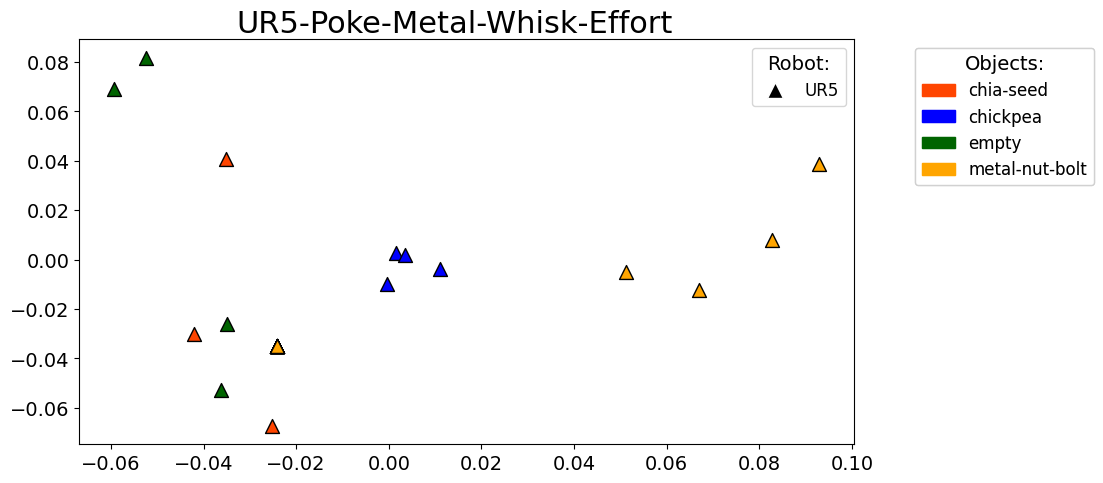 UR5-Poke-Metal-Whisk-Effort
Robot:
UR5
Objects:
chia-seed
chickpea
empty
metal-nut-bolt
0.08
0.06
0.04
0.02
0.00
−0.02
−0.04
−0.06
−0.06
−0.04
−0.02
0.00
0.02
0.04
0.06
0.08
0.10